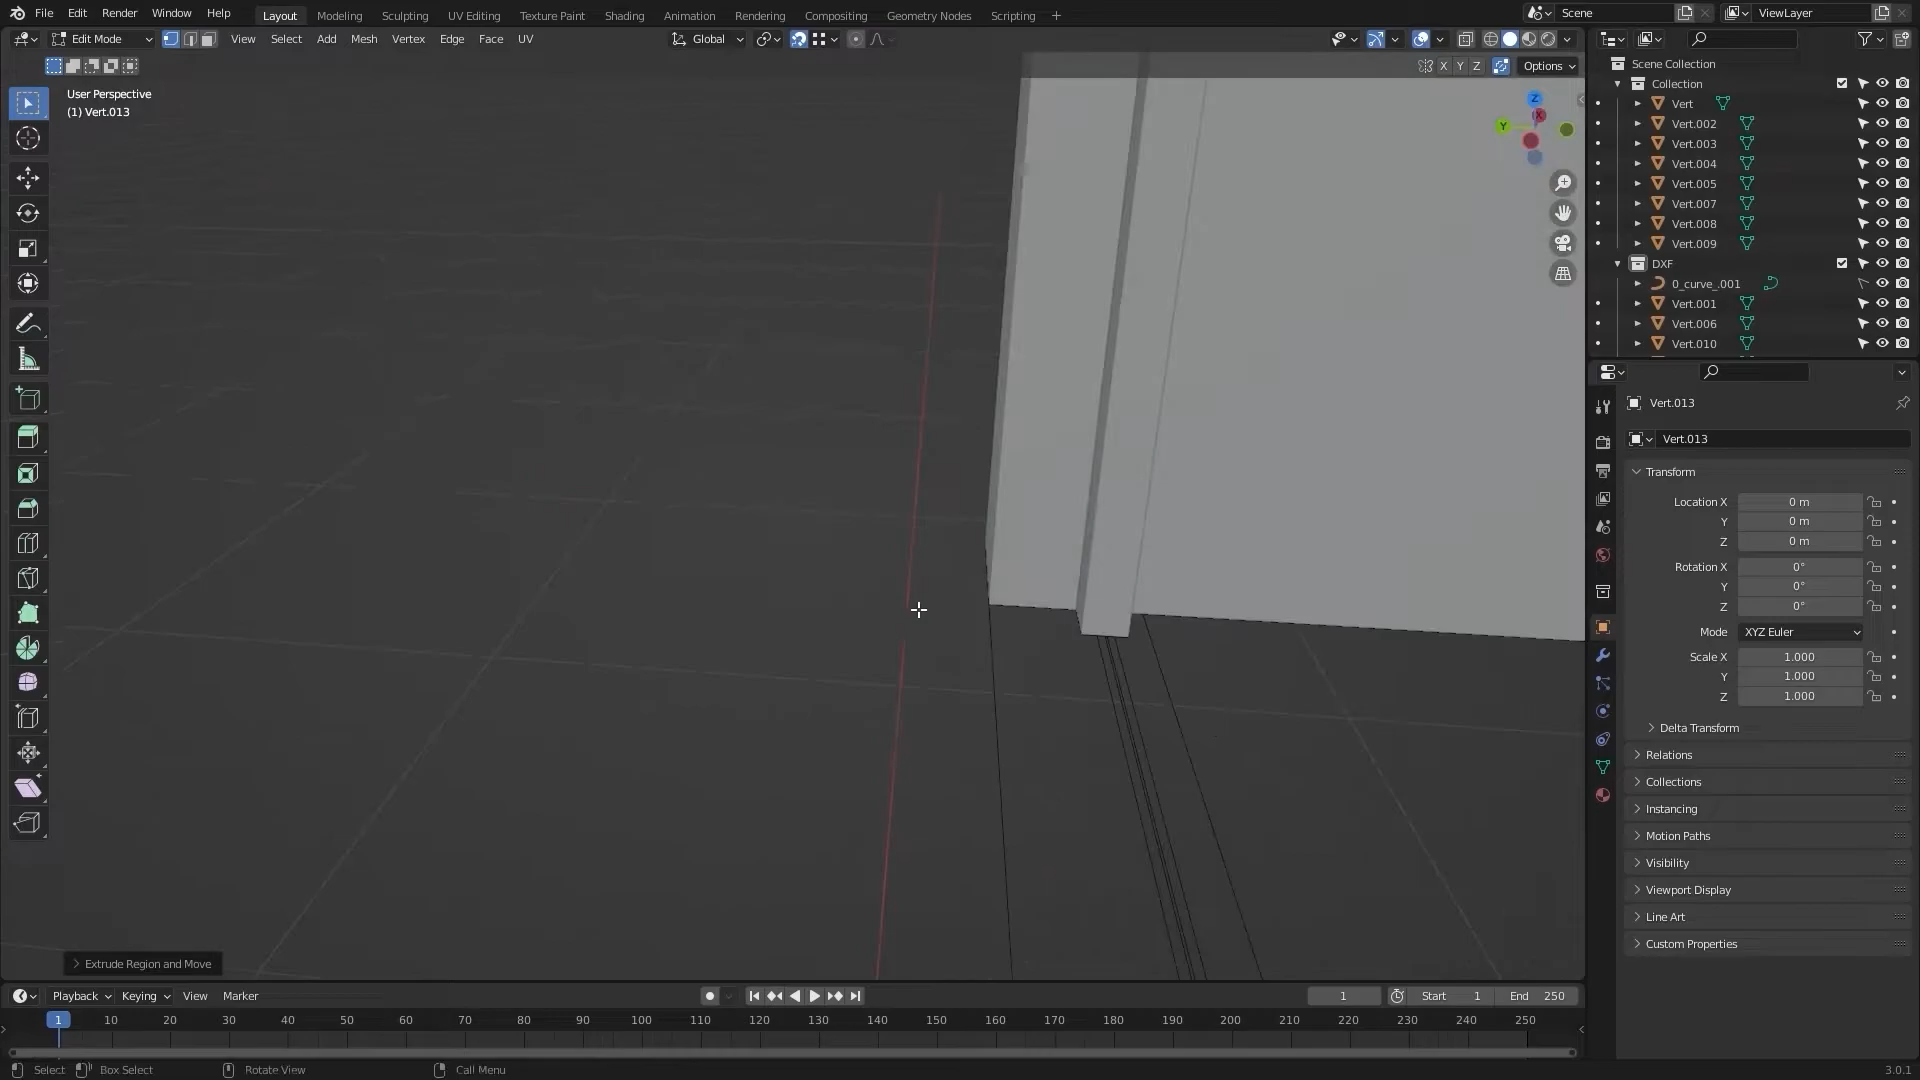 File Edit Render Window Help Layout Modeling Sculpting UV Editing Texture Paint Shading Animation Rendering Compositing Geometry Nodes Scripting + Scene ViewLayer
Edit Mode View Select Add Mesh Vertex Edge Face UV Global
X Y Z Options
User Perspective
(1) Vert.013
Z
X
Y
Scene Collection
Collection
Vert
Vert.002
Vert.003
Vert.004
Vert.005
Vert.007
Vert.008
Vert.009
DXF
0_curve_.001
Vert.001
Vert.006
Vert.010
Vert.013
Vert.013
Transform
Location X 0 m
Y 0 m
Z 0 m
Rotation X 0°
Y 0°
Z 0°
Mode XYZ Euler
Scale X 1.000
Y 1.000
Z 1.000
Delta Transform
Relations
Collections
Instancing
Motion Paths
Visibility
Viewport Display
Line Art
Custom Properties
Extrude Region and Move
Playback Keying View Marker 1 Start 1 End 250
1 10 20 30 40 50 60 70 80 90 100 110 120 130 140 150 160 170 180 190 200 210 220 230 240 250
Select Box Select Rotate View Call Menu 3.0.1